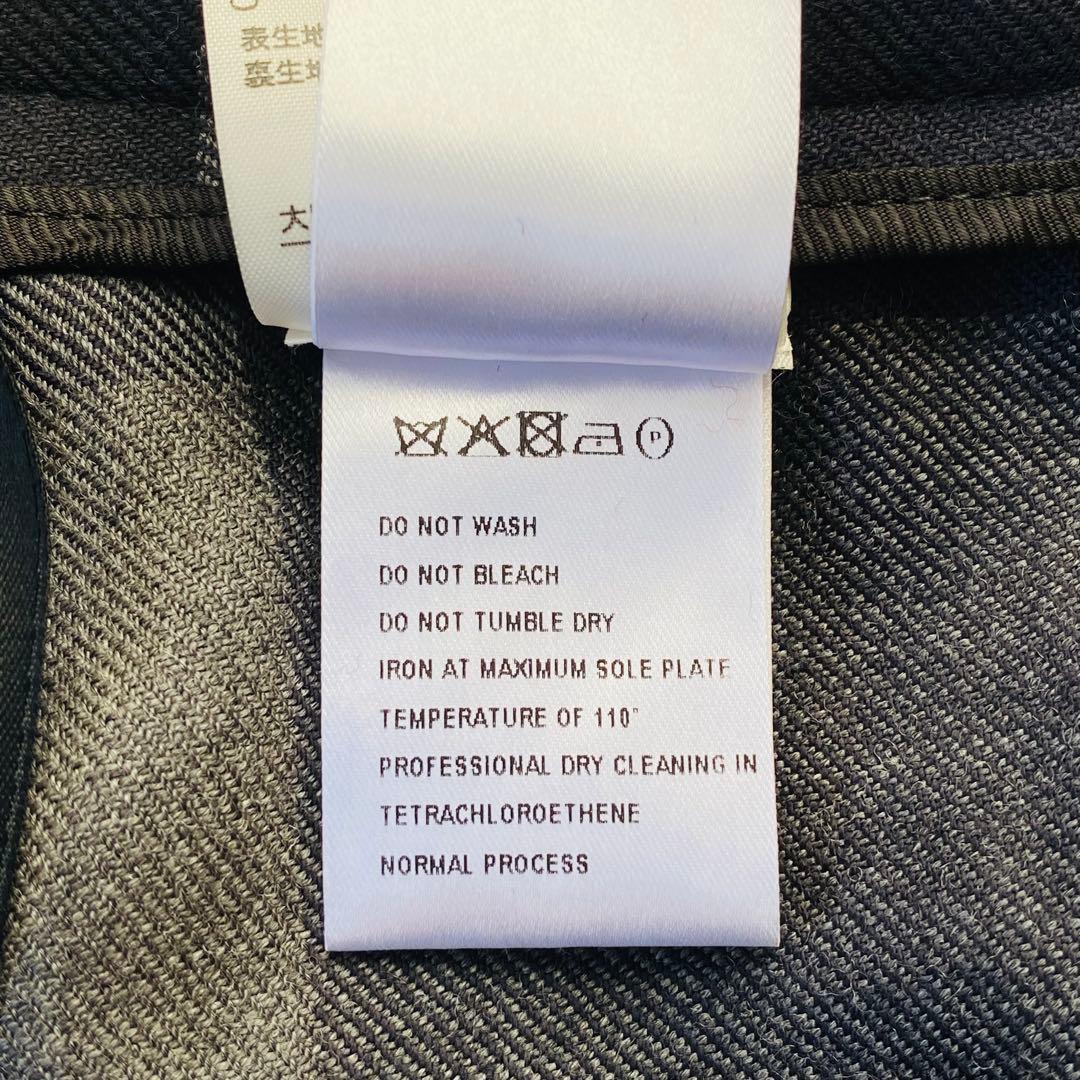 表生地
裏生地
大
P
DO NOT WASH
DO NOT BLEACH
DO NOT TUMBLE DRY
IRON AT MAXIMUM SOLE PLATE
TEMPERATURE OF 110°
PROFESSIONAL DRY CLEANING IN
TETRACHLOROETHENE
NORMAL PROCESS